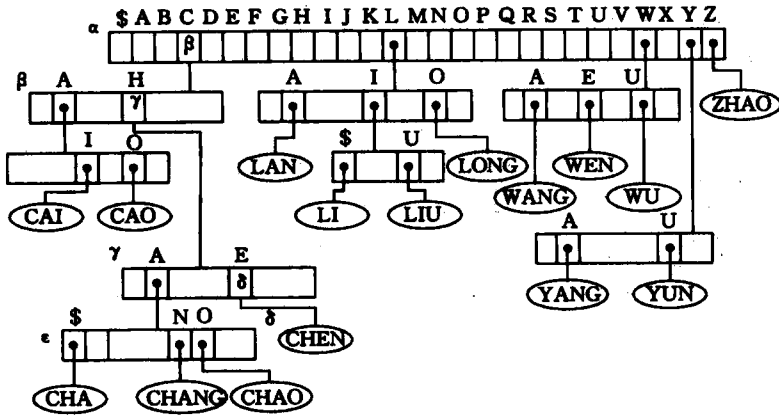 $ A B C D E F G H I J K L M N O P Q R S T U V W X Y Z
α β
β A H A I O A E U ZHAO
γ
I O $ U LAN LONG WANG WEN WU
CAI CAO LI LIU
A U
γ A E YANG YUN
δ
ε $ N O δ CHEN
CHA CHANG CHAO